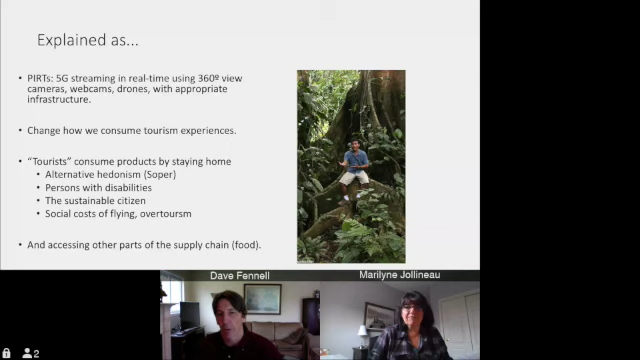 Explained as...
• PIRTs: 5G streaming in real-time using 360º view
cameras, webcams, drones, with appropriate
infrastructure.
• Change how we consume tourism experiences.
• “Tourists” consume products by staying home
• Alternative hedonism (Soper)
• Persons with disabilities
• The sustainable citizen
• Social costs of flying, overtoursm
• And accessing other parts of the supply chain (food).
Dave Fennell
Marilyne Jollineau
2